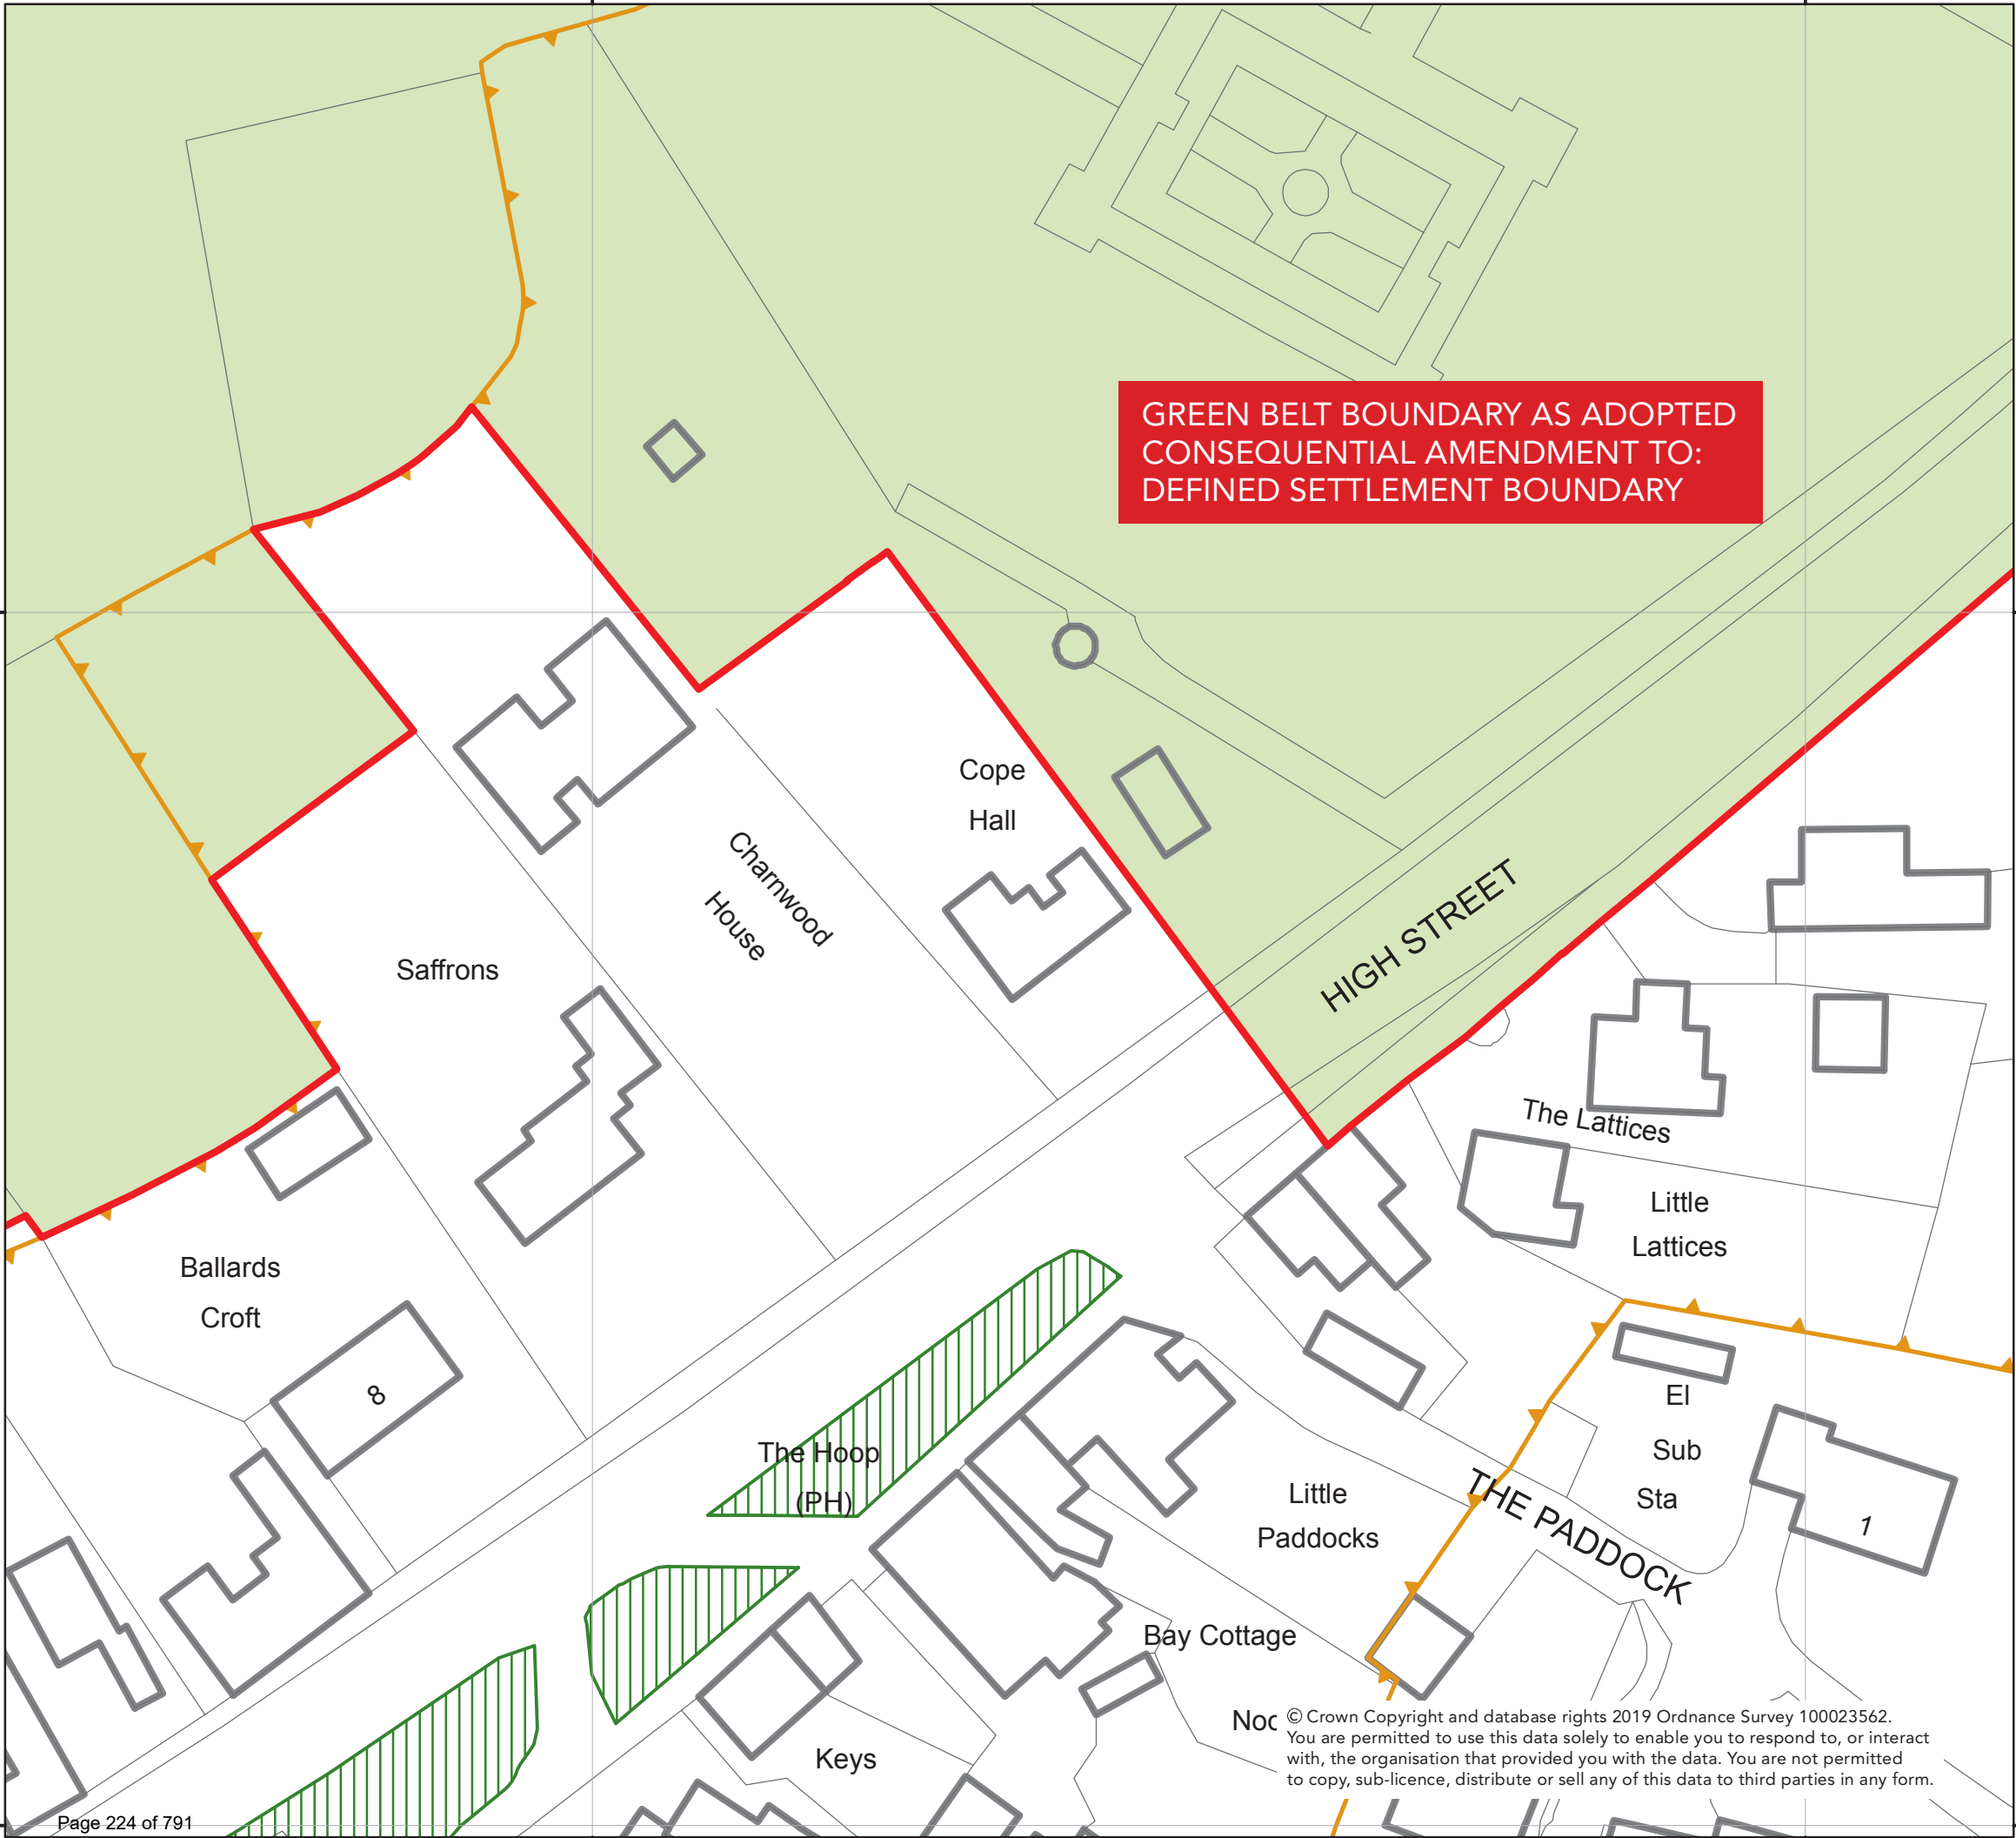 GREEN BELT BOUNDARY AS ADOPTED
CONSEQUENTIAL AMENDMENT TO:
DEFINED SETTLEMENT BOUNDARY
Cope
Hall
Charnwood
House
HIGH STREET
Saffrons
The Lattices
Little
Lattices
Ballards
Croft
8
El
Sub
Sta
The Hoop
(PH)
Little
Paddocks
THE PADDOCK
1
Bay Cottage
Keys
© Crown Copyright and database rights 2019 Ordnance Survey 100023562.
You are permitted to use this data solely to enable you to respond to, or interact
with, the organisation that provided you with the data. You are not permitted
to copy, sub-licence, distribute or sell any of this data to third parties in any form.
Page 224 of 791